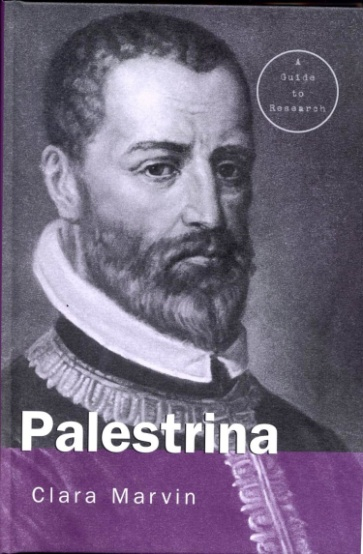 A
Guide
to
Research
Palestrina
Clara Marvin